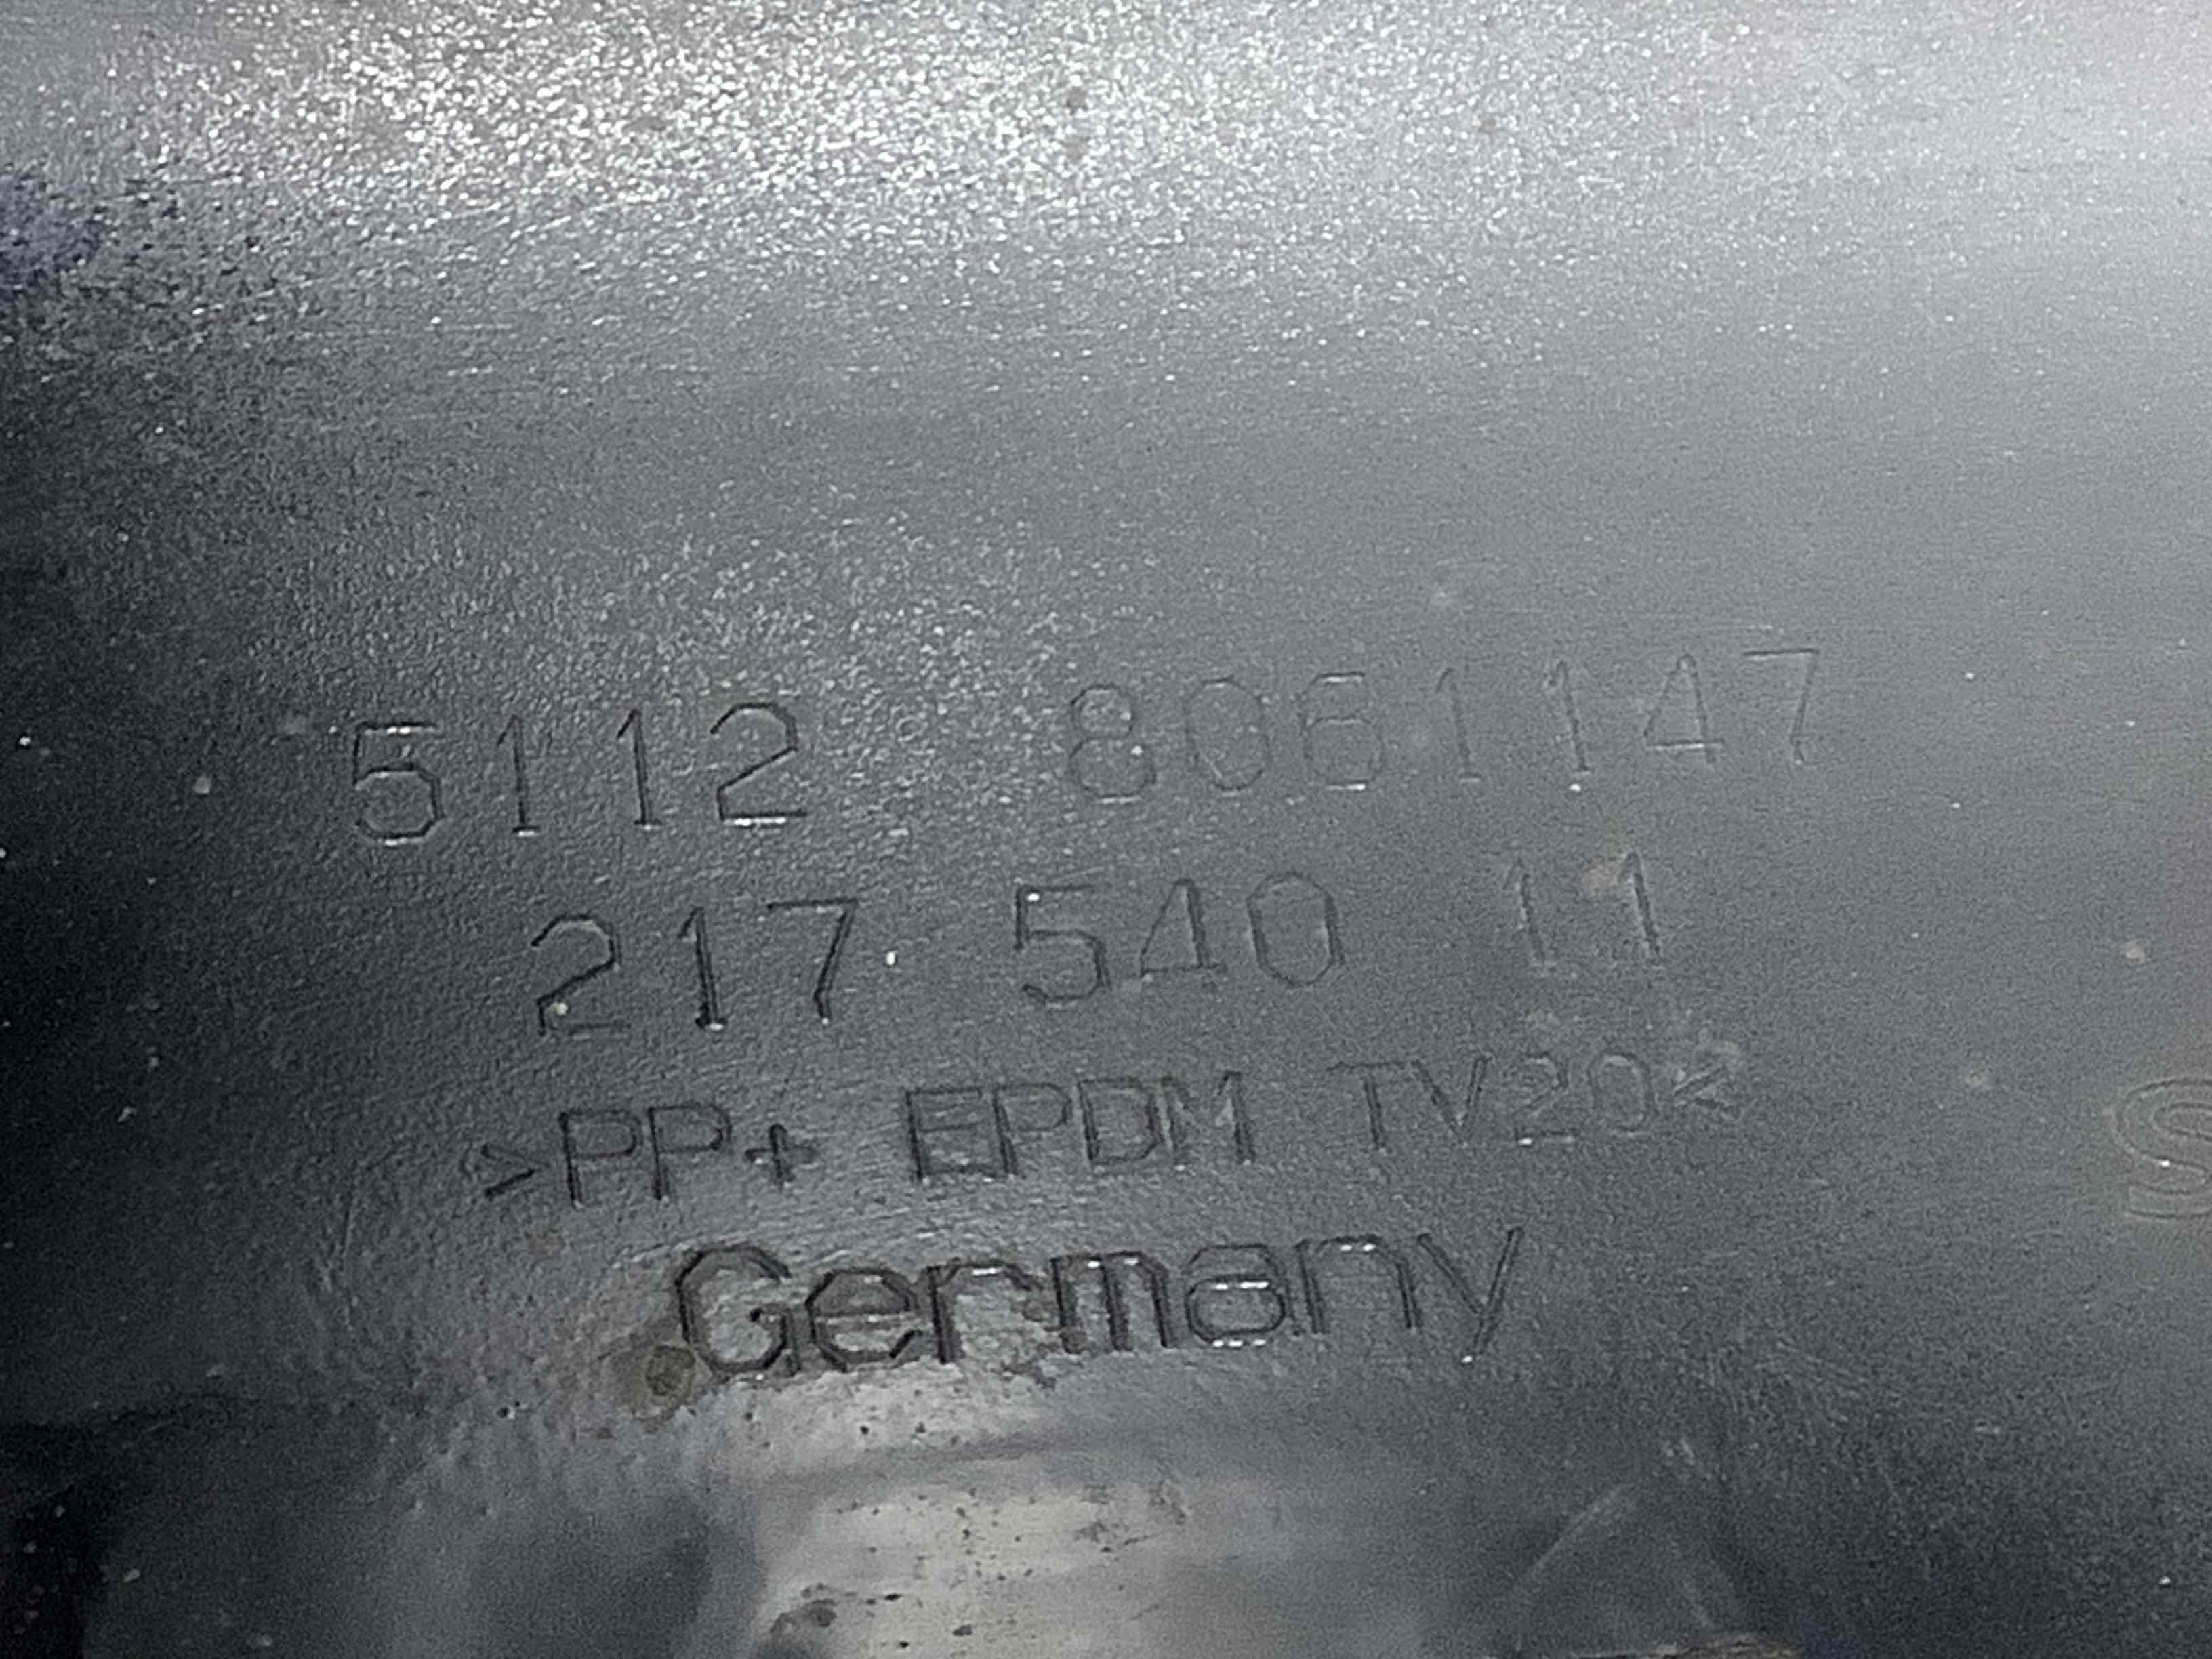 5112 8061147
217 540 11
>PP+ EPDM TV20<
Germany
S